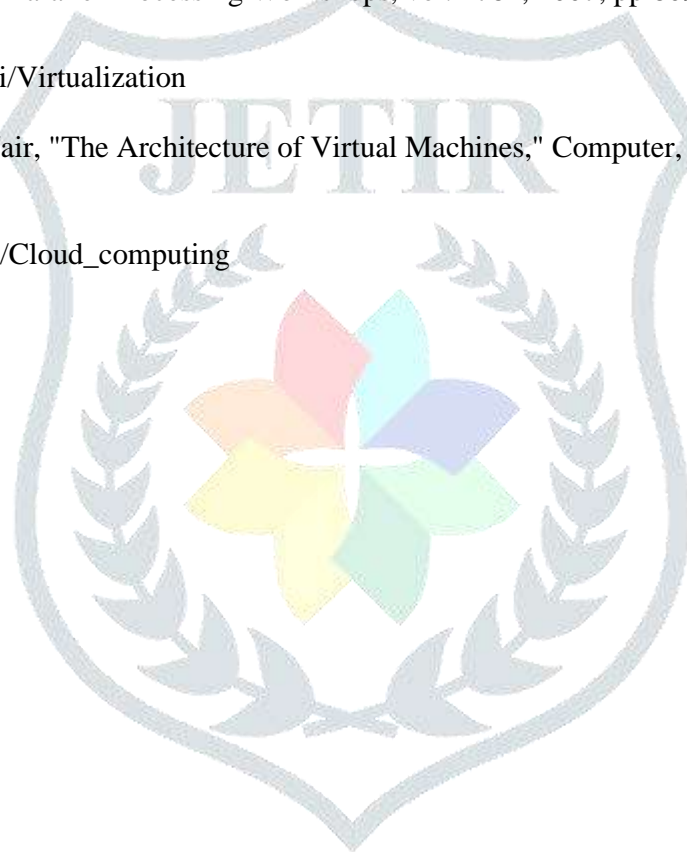 i/Virtualization
air, "The Architecture of Virtual Machines," Computer,
JETIR
/Cloud_computing